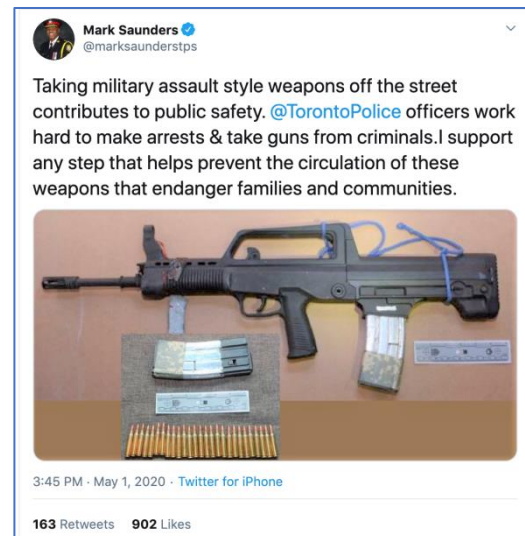 Mark Saunders
@marksaunderstps
Taking military assault style weapons off the street
contributes to public safety. @TorontoPolice officers work
hard to make arrests & take guns from criminals.I support
any step that helps prevent the circulation of these
weapons that endanger families and communities.
3:45 PM · May 1, 2020 · Twitter for iPhone
163 Retweets 902 Likes